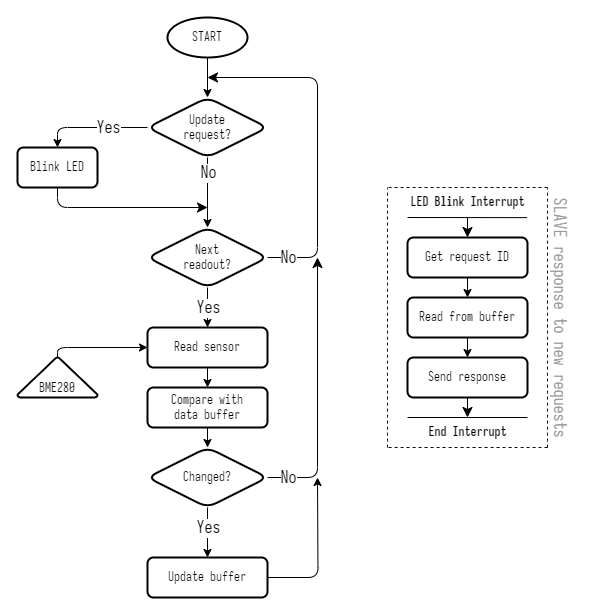 START
Update
request?
Yes
No
Blink LED
Next
readout?
No
Yes
Read sensor
BME280
Compare with
data buffer
Changed?
No
Yes
Update buffer
LED Blink Interrupt
Get request ID
Read from buffer
Send response
End Interrupt
SLAVE response to new requests